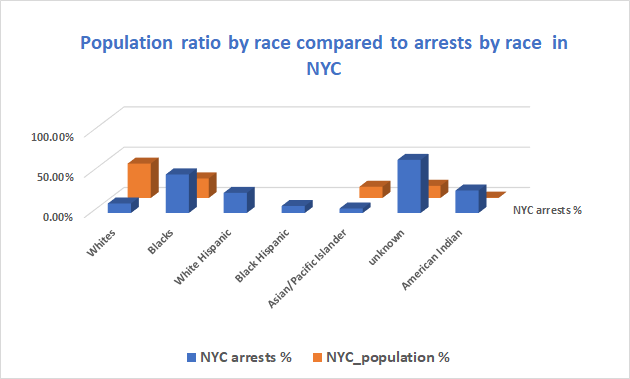 Population ratio by race compared to arrests by race in
NYC
100.00%
50.00%
0.00%
NYC arrests %
Whites
Blacks
White Hispanic
Black Hispanic
Asian/Pacific Islander
unknown
American Indian
NYC arrests %
NYC_population %